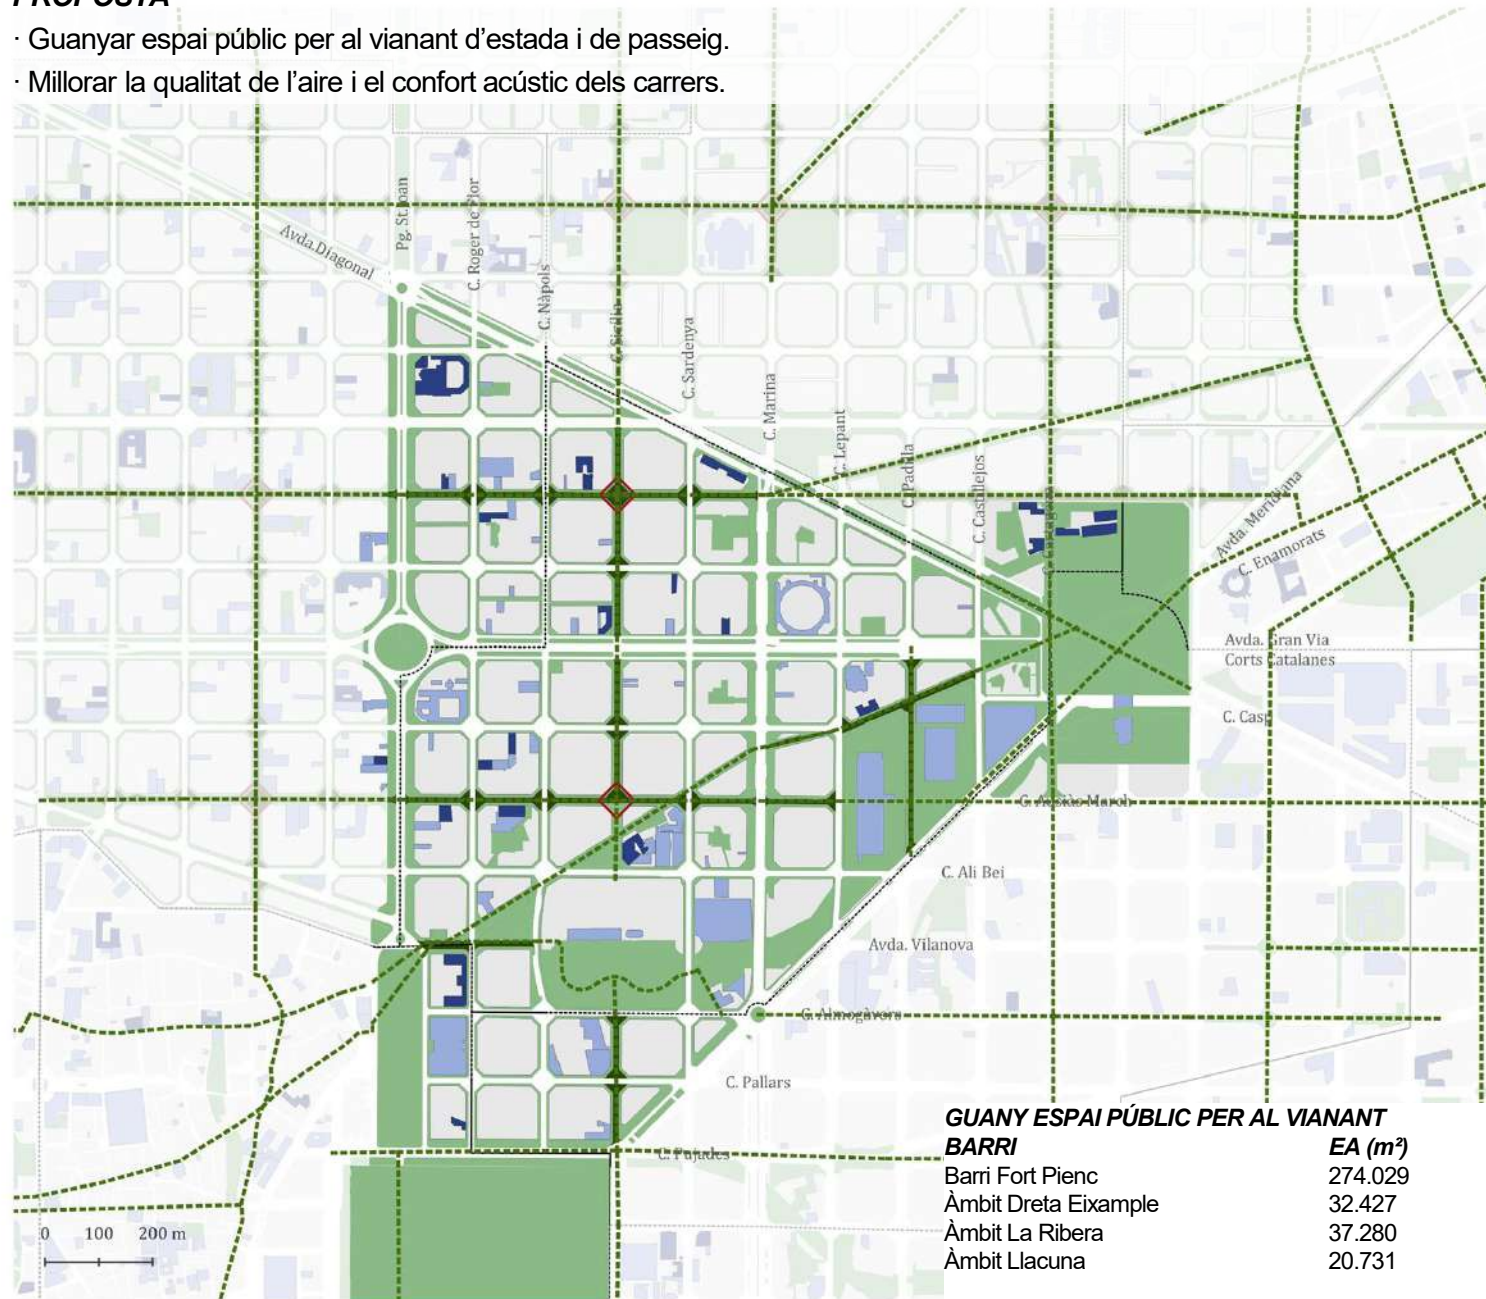 PROPOSTA
· Guanyar espai públic per al vianant d'estada i de passeig.
· Millorar la qualitat de l'aire i el confort acústic dels carrers.
Pg. St. Joan
C. Roger de Flor
Avda.Diagonal
C. Nàpols
C. Sicília
C. Sardenya
C. Marina
C. Lepant
C. Padilla
C. Castillejos
C. Cartagena
Avda. Meridiana
C. Enamorats
Avda. Gran Via
Corts Catalanes
C. Casp
C. Ausiàs March
C. Ali Bei
Avda. Vilanova
C. Almogàvers
C. Pallars
C. Pujades
0 100 200 m
GUANY ESPAI PÚBLIC PER AL VIANANT
BARRI EA (m²)
Barri Fort Pienc 274.029
Àmbit Dreta Eixample 32.427
Àmbit La Ribera 37.280
Àmbit Llacuna 20.731